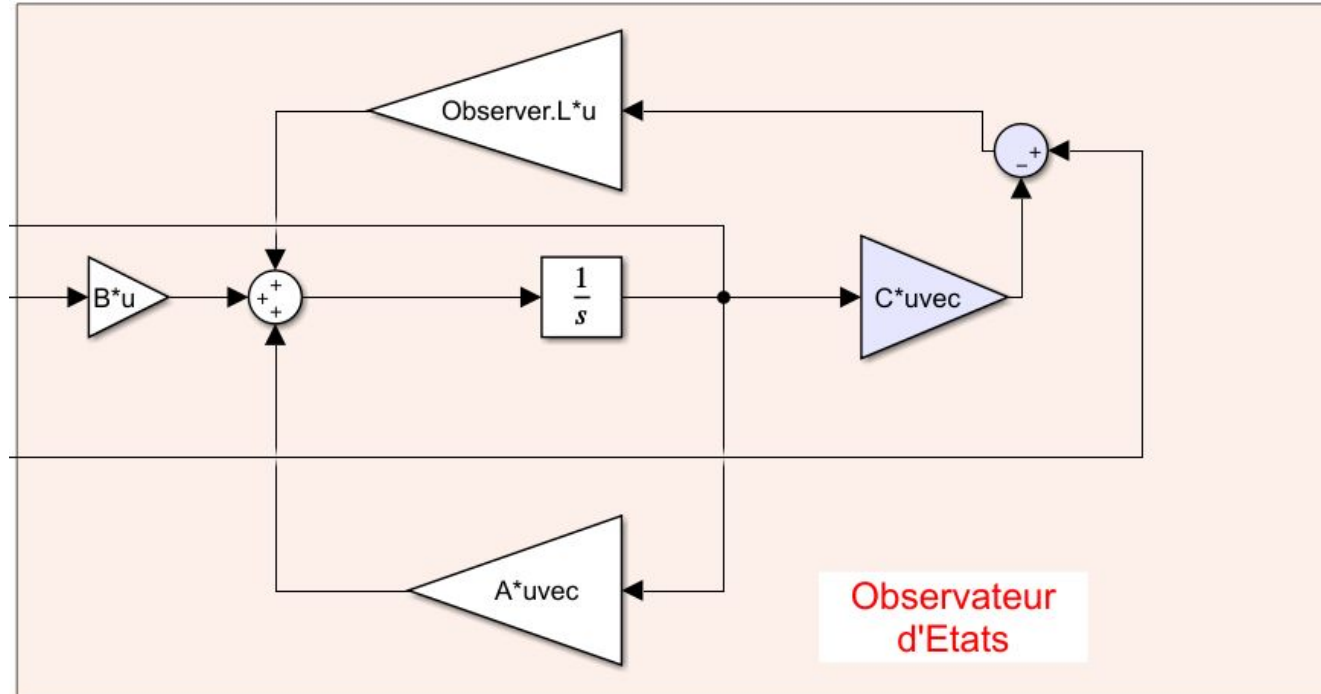 Observer.L*u
+
−
B*u
+
+
+
1
s
C*uvec
A*uvec
Observateur
d'Etats